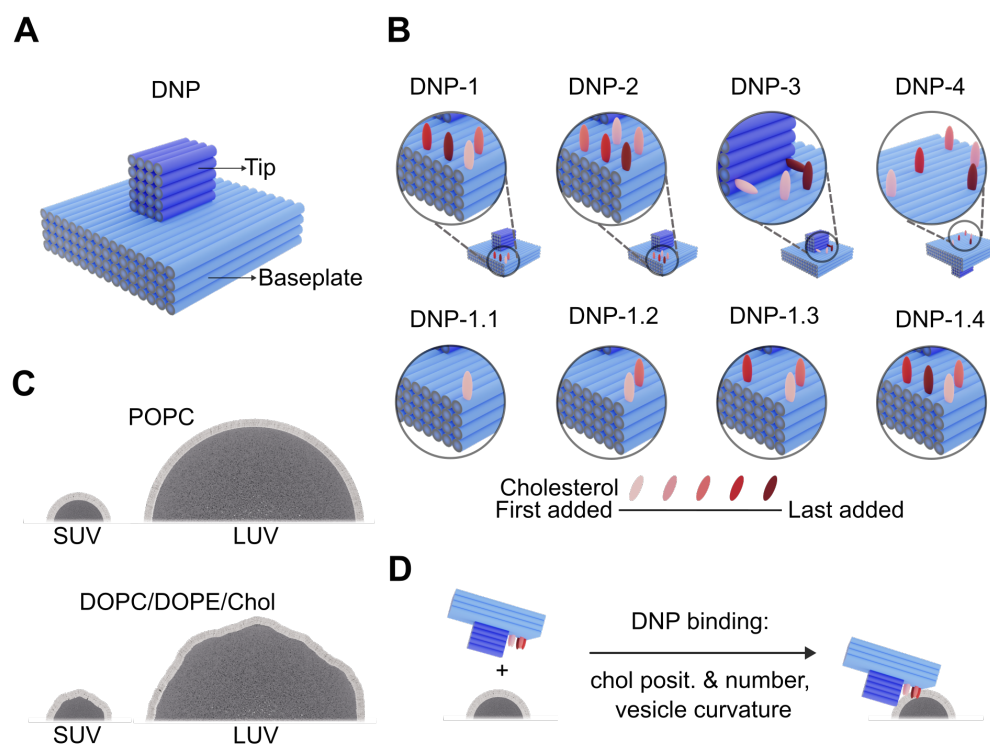 A
DNP
Tip
Baseplate
B
DNP-1
DNP-2
DNP-3
DNP-4
DNP-1.1
DNP-1.2
DNP-1.3
DNP-1.4
Cholesterol
First added
Last added
C
POPC
SUV
LUV
DOPC/DOPE/Chol
SUV
LUV
D
+
DNP binding:
chol posit. & number,
vesicle curvature